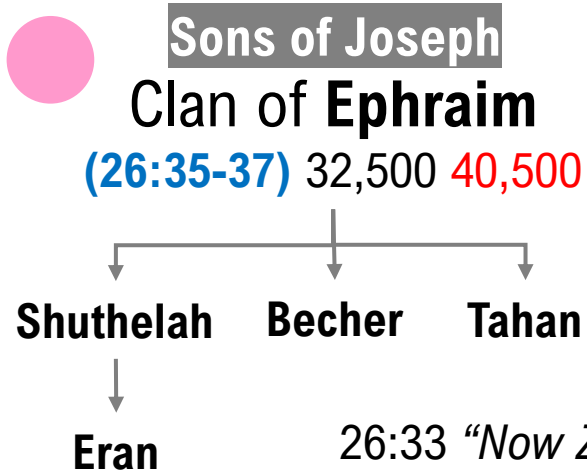 Sons of Joseph
Clan of Ephraim
(26:35-37) 32,500 40,500
Shuthelah Becher Tahan
Eran
26:33 “Now